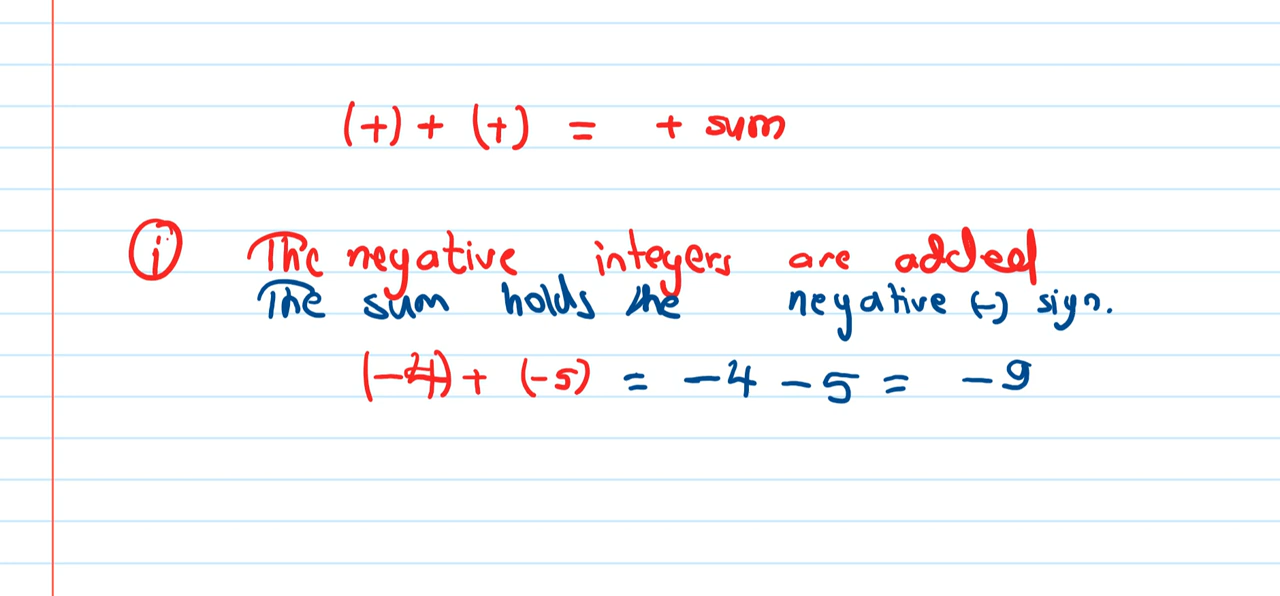 (+) + (+) = + sum
(i) The negative integers are added
The sum holds the negative (-) sign.
(-4) + (-5) = -4 -5 = -9